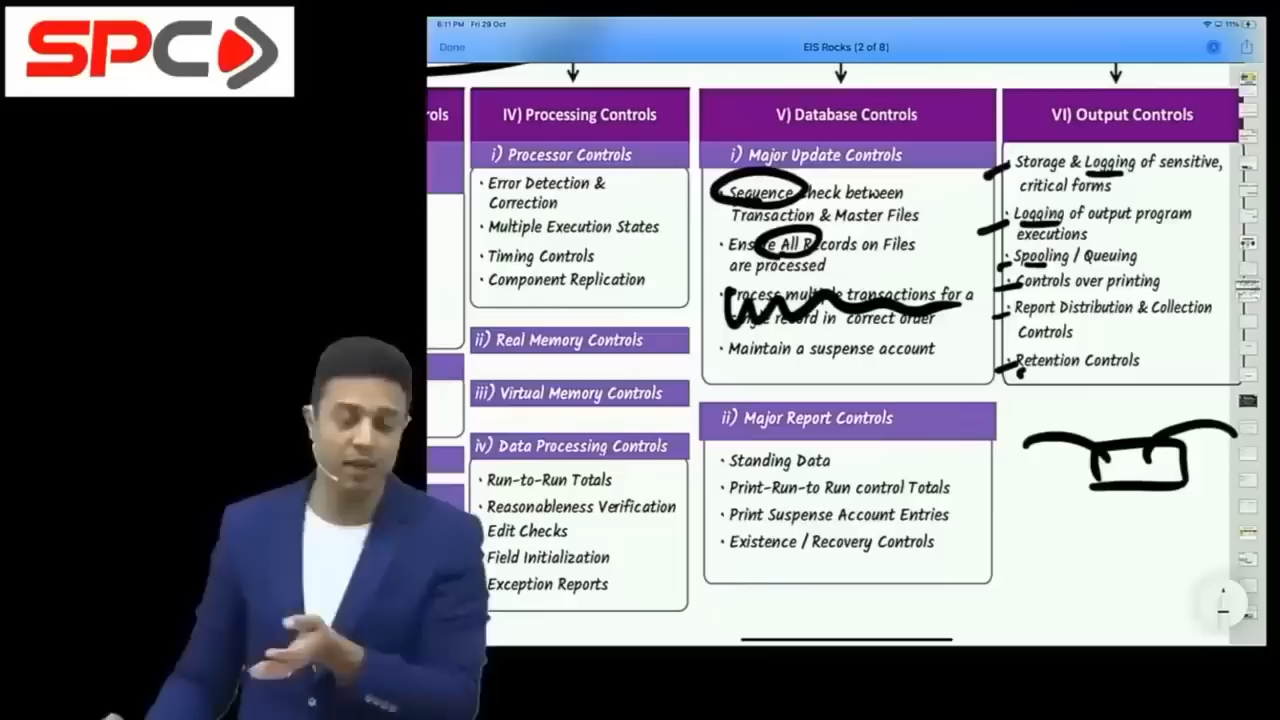 SPC
6:11 PM Fri 29 Oct
11%
Done
EIS Rocks (2 of 8)
ols
IV) Processing Controls
i) Processor Controls
· Error Detection &
Correction
· Multiple Execution States
· Timing Controls
· Component Replication
ii) Real Memory Controls
iii) Virtual Memory Controls
iv) Data Processing Controls
· Run-to-Run Totals
· Reasonableness Verification
Edit Checks
· Field Initialization
Exception Reports
V) Database Controls
i) Major Update Controls
· Sequence Check between
Transaction & Master Files
· Ensure All Records on Files
are processed
· Process multiple transactions for a
single record in correct order
· Maintain a suspense account
ii) Major Report Controls
· Standing Data
· Print-Run-to Run control Totals
· Print Suspense Account Entries
· Existence / Recovery Controls
VI) Output Controls
Storage & Logging of sensitive,
critical forms
· Logging of output program
executions
· Spooling / Queuing
· Controls over printing
· Report Distribution & Collection
Controls
· Retention Controls